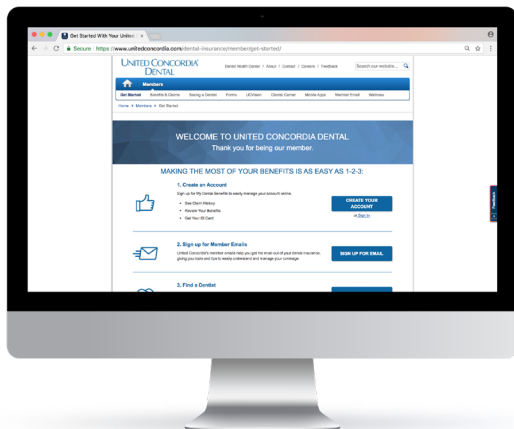 Get Started With Your United
Secure
https://www.unitedconcordia.com/dental-insurance/member/get-started/
UNITED CONCORDIA
DENTAL
Dental Health Center / About / Contact / Careers / Feedback
Search our website...
Members
Get Started Benefits & Claims Seeing a Dentist Forms UCVision Dental Corner Mobile Apps Member Email Wellness
Home Members Get Started
WELCOME TO UNITED CONCORDIA DENTAL
Thank you for being our member.
MAKING THE MOST OF YOUR BENEFITS IS AS EASY AS 1-2-3:
1. Create an Account
Sign up for My Dental Benefits to easily manage your account online.
• See Claim History
• Review Your Benefits
• Get Your ID Card
CREATE YOUR
ACCOUNT
or Sign In
Feedback
2. Sign up for Member Emails
United Concordia's member emails help you get the most out of your dental insurance,
giving you tools and tips to easily understand and manage your coverage.
SIGN UP FOR EMAIL
3. Find a Dentist